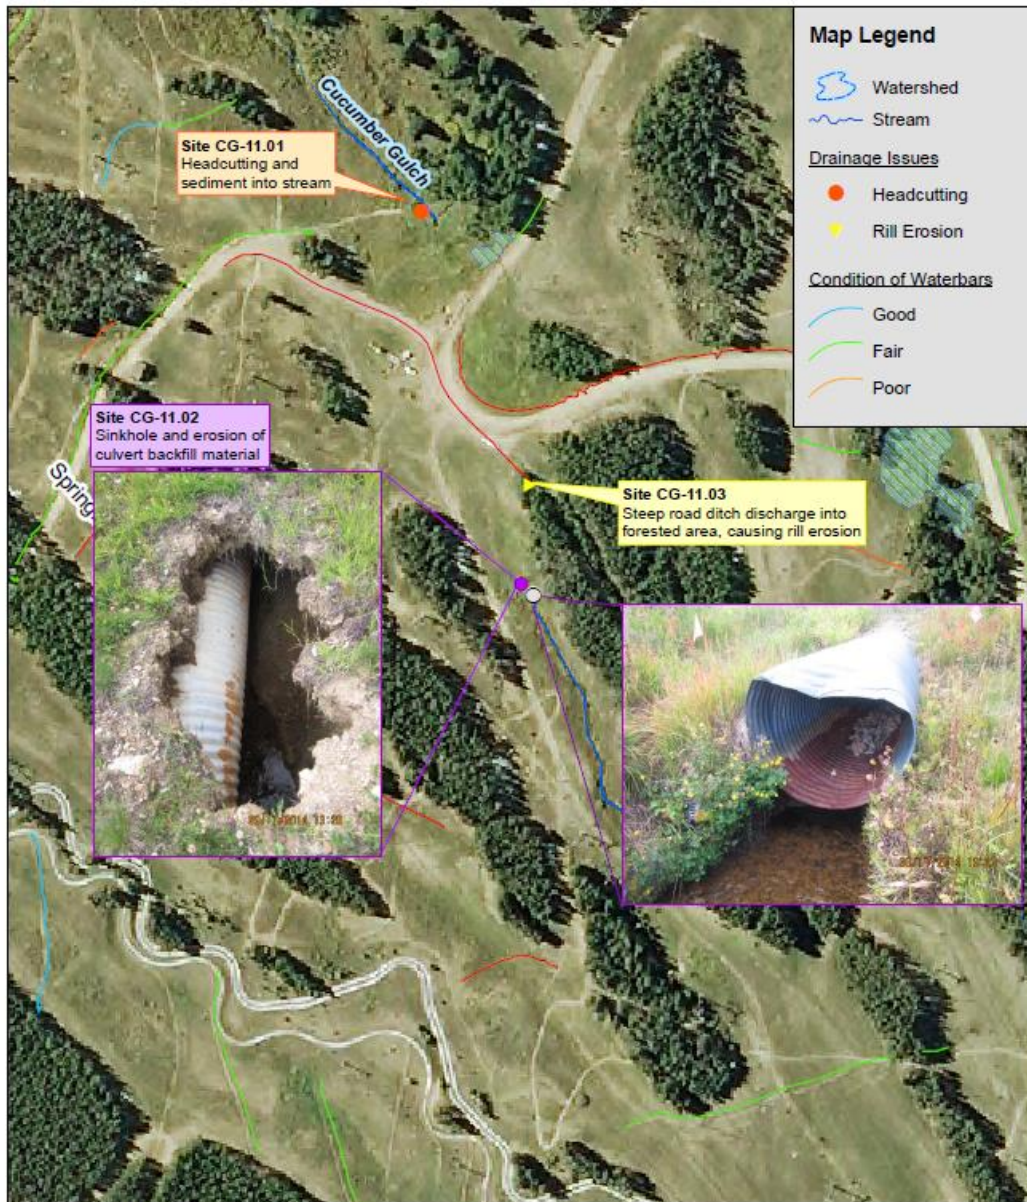 Map Legend
Watershed
Stream
Drainage Issues
Headcutting
Rill Erosion
Condition of Waterbars
Good
Fair
Poor
Cucumber Gulch
Site CG-11.01
Headcutting and
sediment into stream
Site CG-11.02
Sinkhole and erosion of
culvert backfill material
Spring
Site CG-11.03
Steep road ditch discharge into
forested area, causing rill erosion